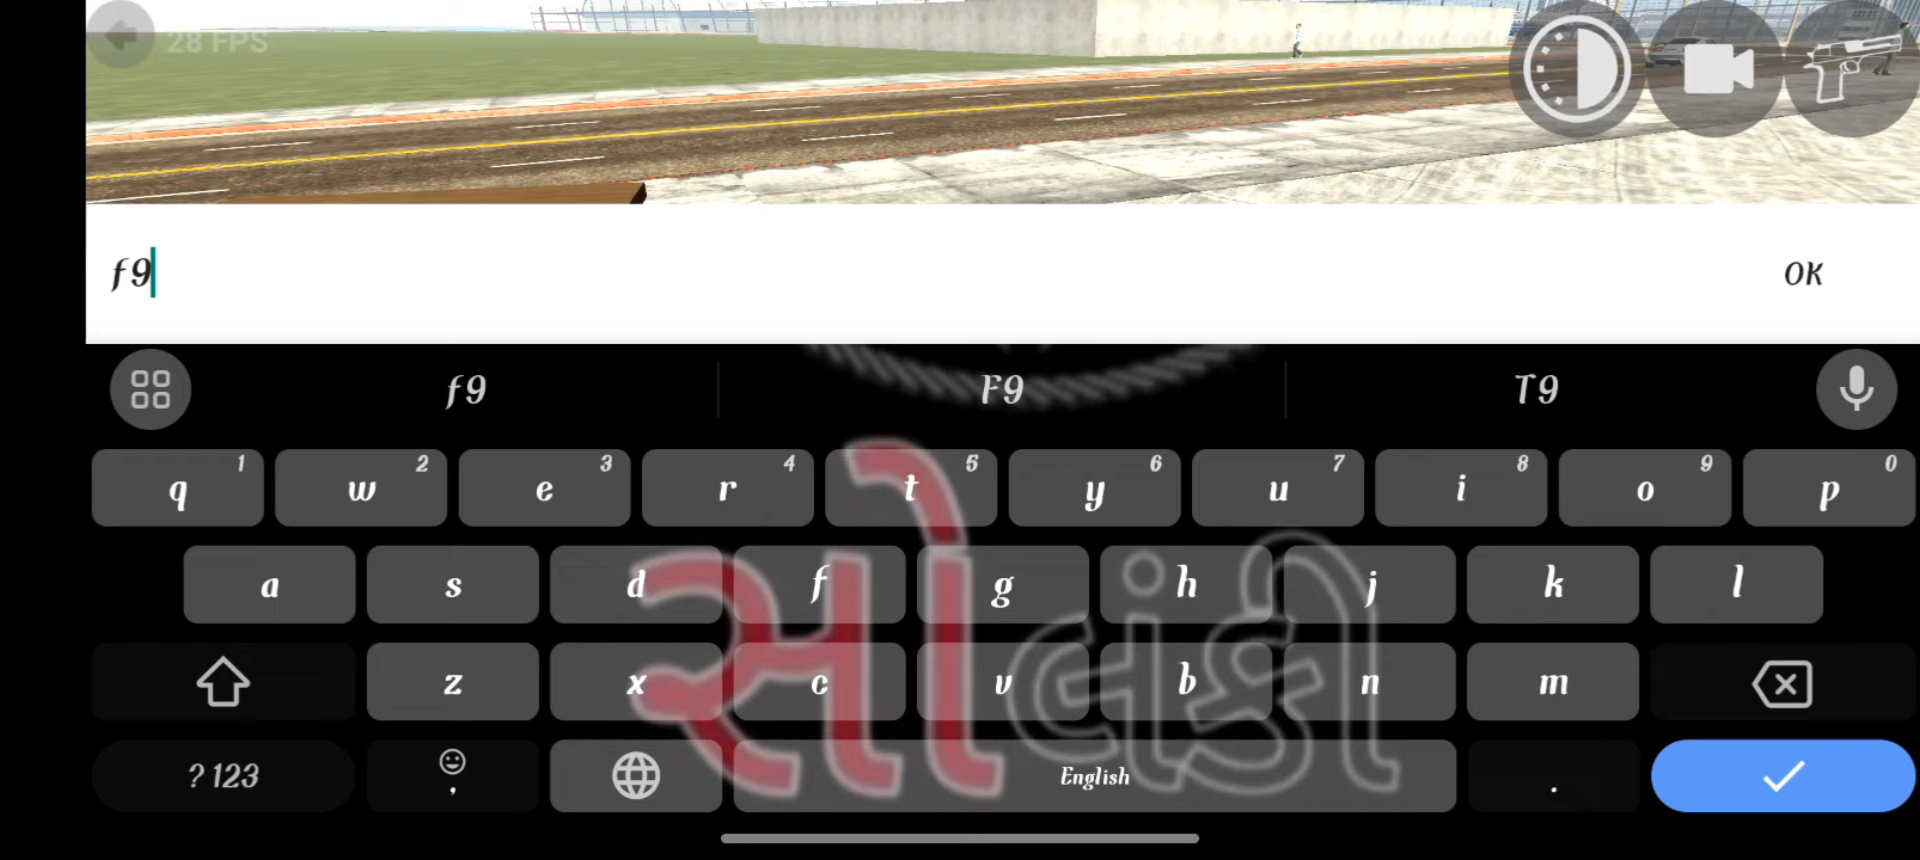 28 FPS
f9
OK
f9 F9 T9
1 2 3 4 5 6 7 8 9 0
q w e r t y u i o p
a s d f g h j k l
z x c v b n m
?123 , English .
સોલંકી